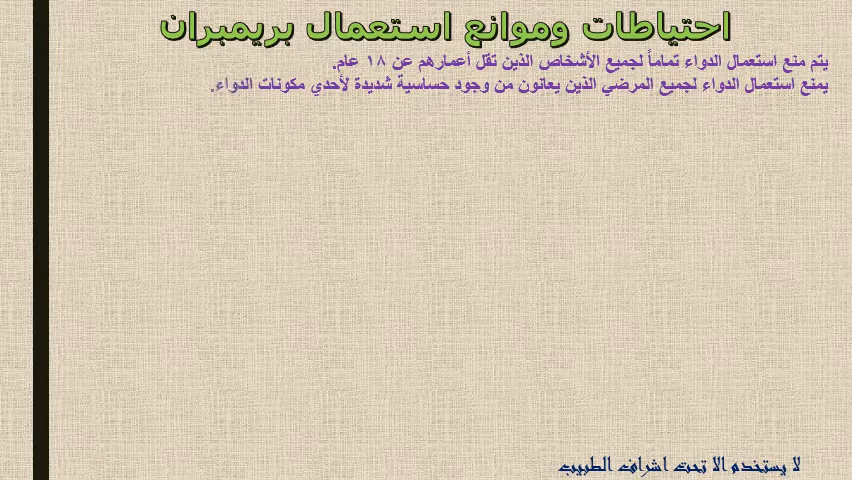 احتياطات وموانع استعمال بريمبران
يتم منع استعمال الدواء تماماً لجميع الأشخاص الذين تقل أعمارهم عن ١٨ عام.
يمنع استعمال الدواء لجميع المرضي الذين يعانون من وجود حساسية شديدة لأحدي مكونات الدواء.
لا يستخدم الا تحت اشراف الطبيب